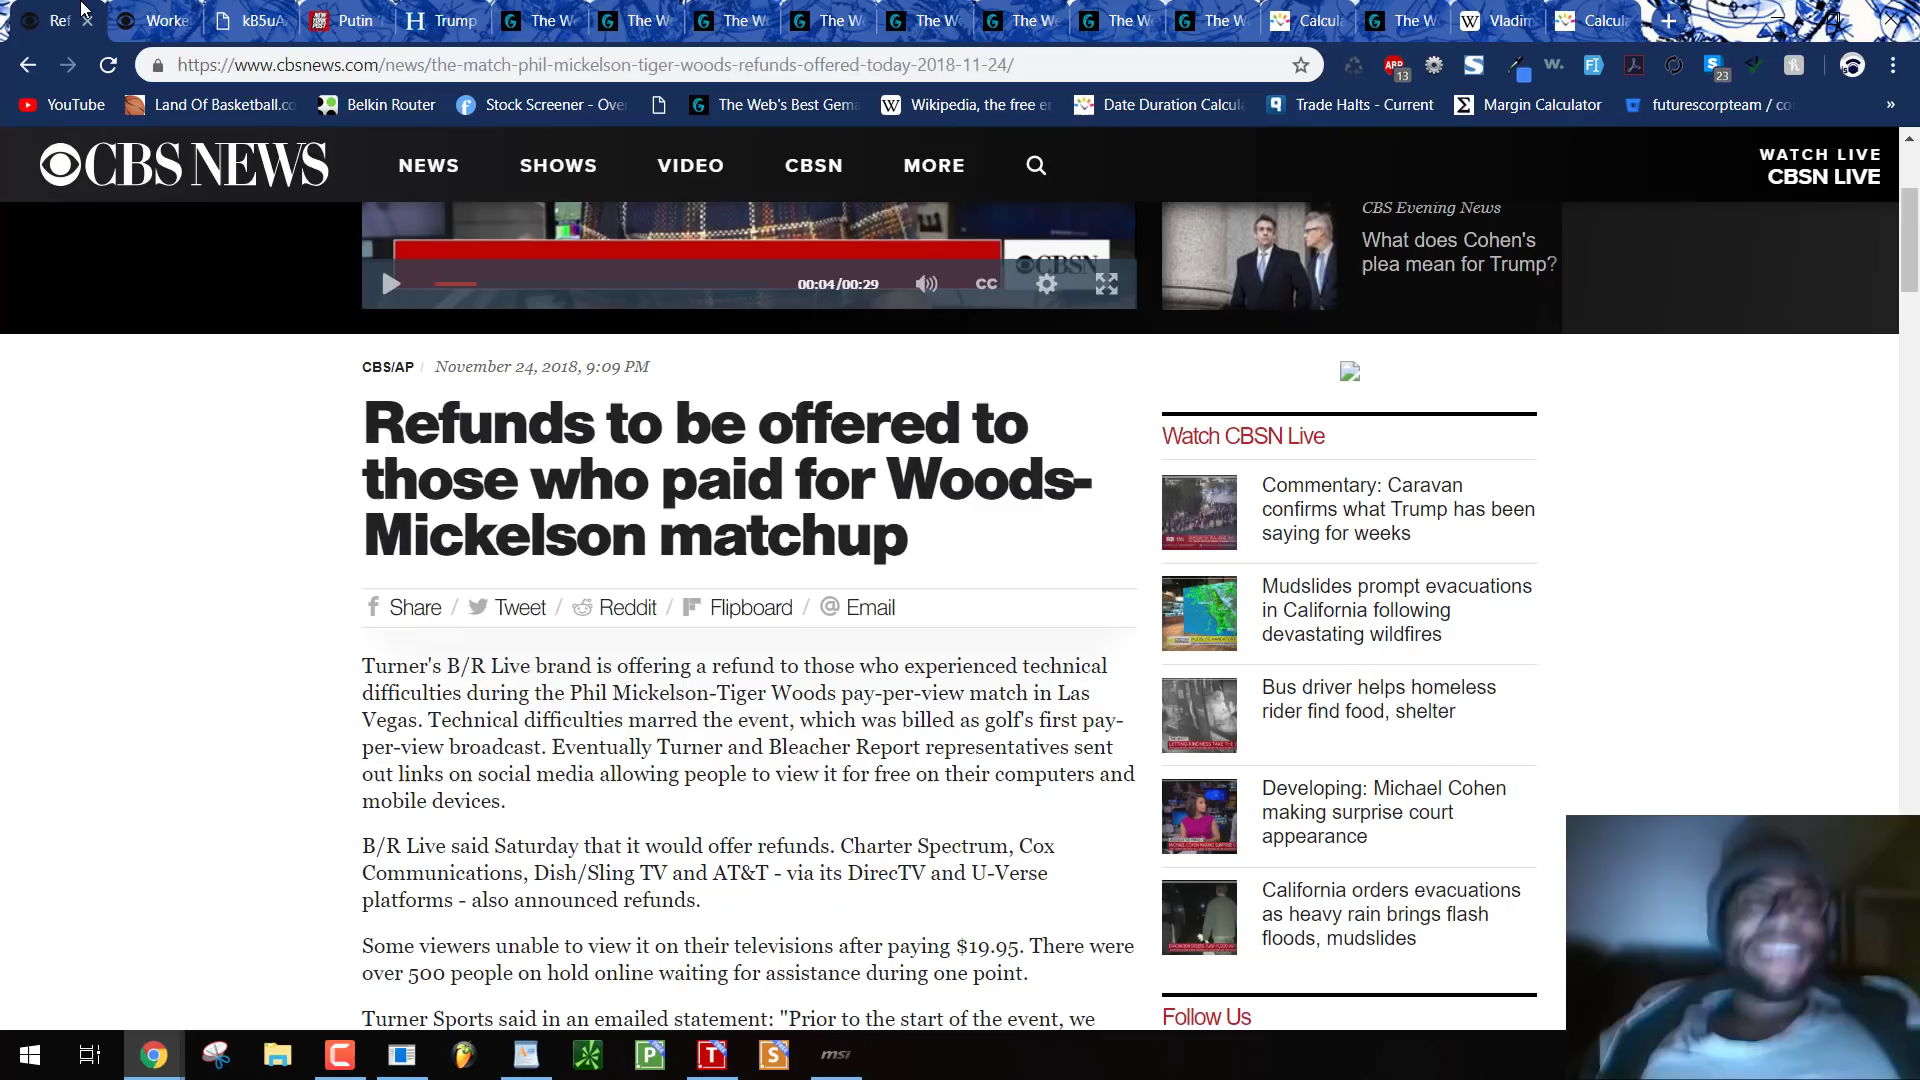 Ref
Worke
kB5uA
Putin
Trump
The W
The W
The We
The We
The We
The We
The W
The W
Calcul
The W
Vladin
Calcul
https://www.cbsnews.com/news/the-match-phil-mickelson-tiger-woods-refunds-offered-today-2018-11-24/
ABP
13
23
YouTube
Land Of Basketball.co
Belkin Router
Stock Screener - Ove
The Web's Best Gema
Wikipedia, the free e
Date Duration Calcul
Trade Halts - Current
Margin Calculator
futurescorpteam / co
»
CBS NEWS
NEWS
SHOWS
VIDEO
CBSN
MORE
WATCH LIVE
CBSN LIVE
CBS Evening News
What does Cohen's
plea mean for Trump?
CBSN
00:04/00:29
CC
CBS/AP / November 24, 2018, 9:09 PM
Refunds to be offered to
those who paid for Woods-
Mickelson matchup
Share / Tweet / Reddit / Flipboard / @ Email
Turner's B/R Live brand is offering a refund to those who experienced technical
difficulties during the Phil Mickelson-Tiger Woods pay-per-view match in Las
Vegas. Technical difficulties marred the event, which was billed as golf's first pay-
per-view broadcast. Eventually Turner and Bleacher Report representatives sent
out links on social media allowing people to view it for free on their computers and
mobile devices.
B/R Live said Saturday that it would offer refunds. Charter Spectrum, Cox
Communications, Dish/Sling TV and AT&T - via its DirecTV and U-Verse
platforms - also announced refunds.
Some viewers unable to view it on their televisions after paying $19.95. There were
over 500 people on hold online waiting for assistance during one point.
Turner Sports said in an emailed statement: "Prior to the start of the event, we
Watch CBSN Live
Commentary: Caravan
confirms what Trump has been
saying for weeks
Mudslides prompt evacuations
in California following
devastating wildfires
Bus driver helps homeless
rider find food, shelter
Developing: Michael Cohen
making surprise court
appearance
California orders evacuations
as heavy rain brings flash
floods, mudslides
Follow Us
P
T
S
msi